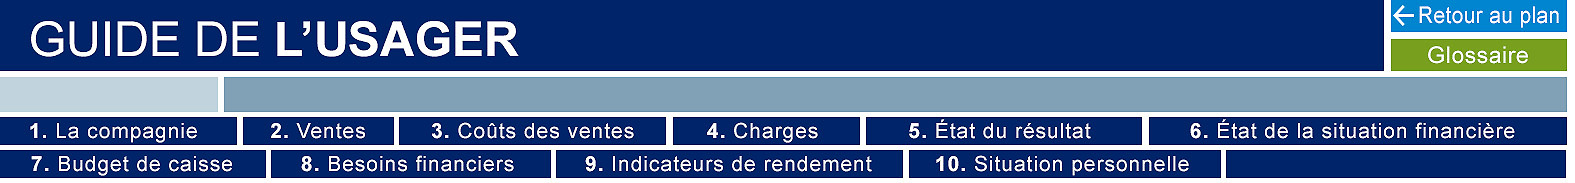 GUIDE DE L’USAGER
Retour au plan
Glossaire
1. La compagnie 2. Ventes 3. Coûts des ventes 4. Charges 5. État du résultat 6. État de la situation financière
7. Budget de caisse 8. Besoins financiers 9. Indicateurs de rendement 10. Situation personnelle